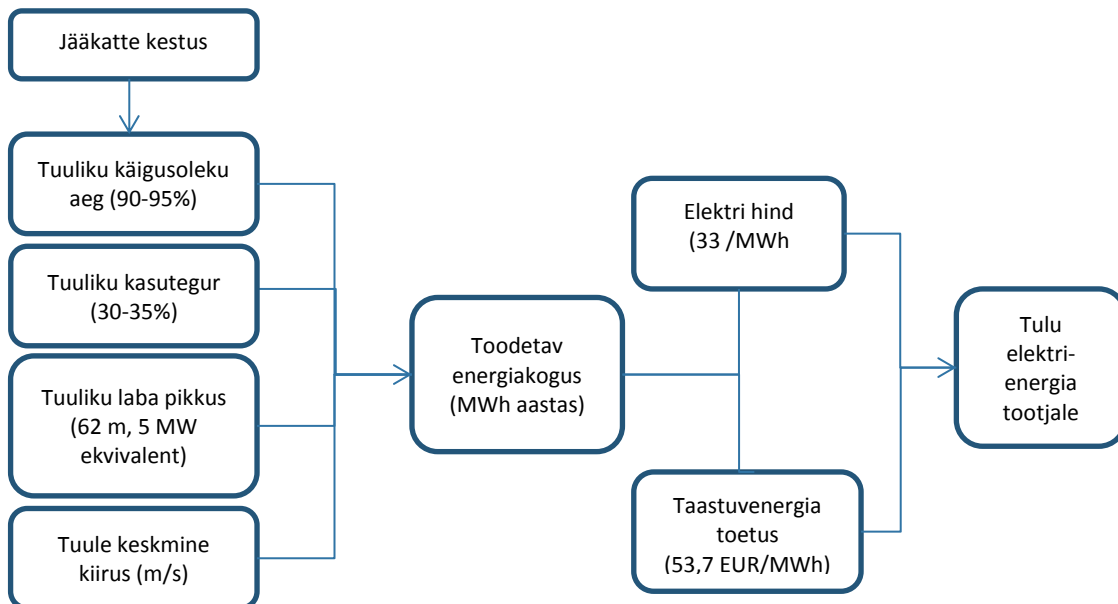 Jääkatte kestus
Tuuliku käigusoleku
aeg (90-95%)
Tuuliku kasutegur
(30-35%)
Tuuliku laba pikkus
(62 m, 5 MW
ekvivalent)
Tuule keskmine
kiirus (m/s)
Toodetav
energiakogus
(MWh aastas)
Elektri hind
(33 /MWh
Taastuvenergia
toetus
(53,7 EUR/MWh)
Tulu
elektri-
energia
tootjale